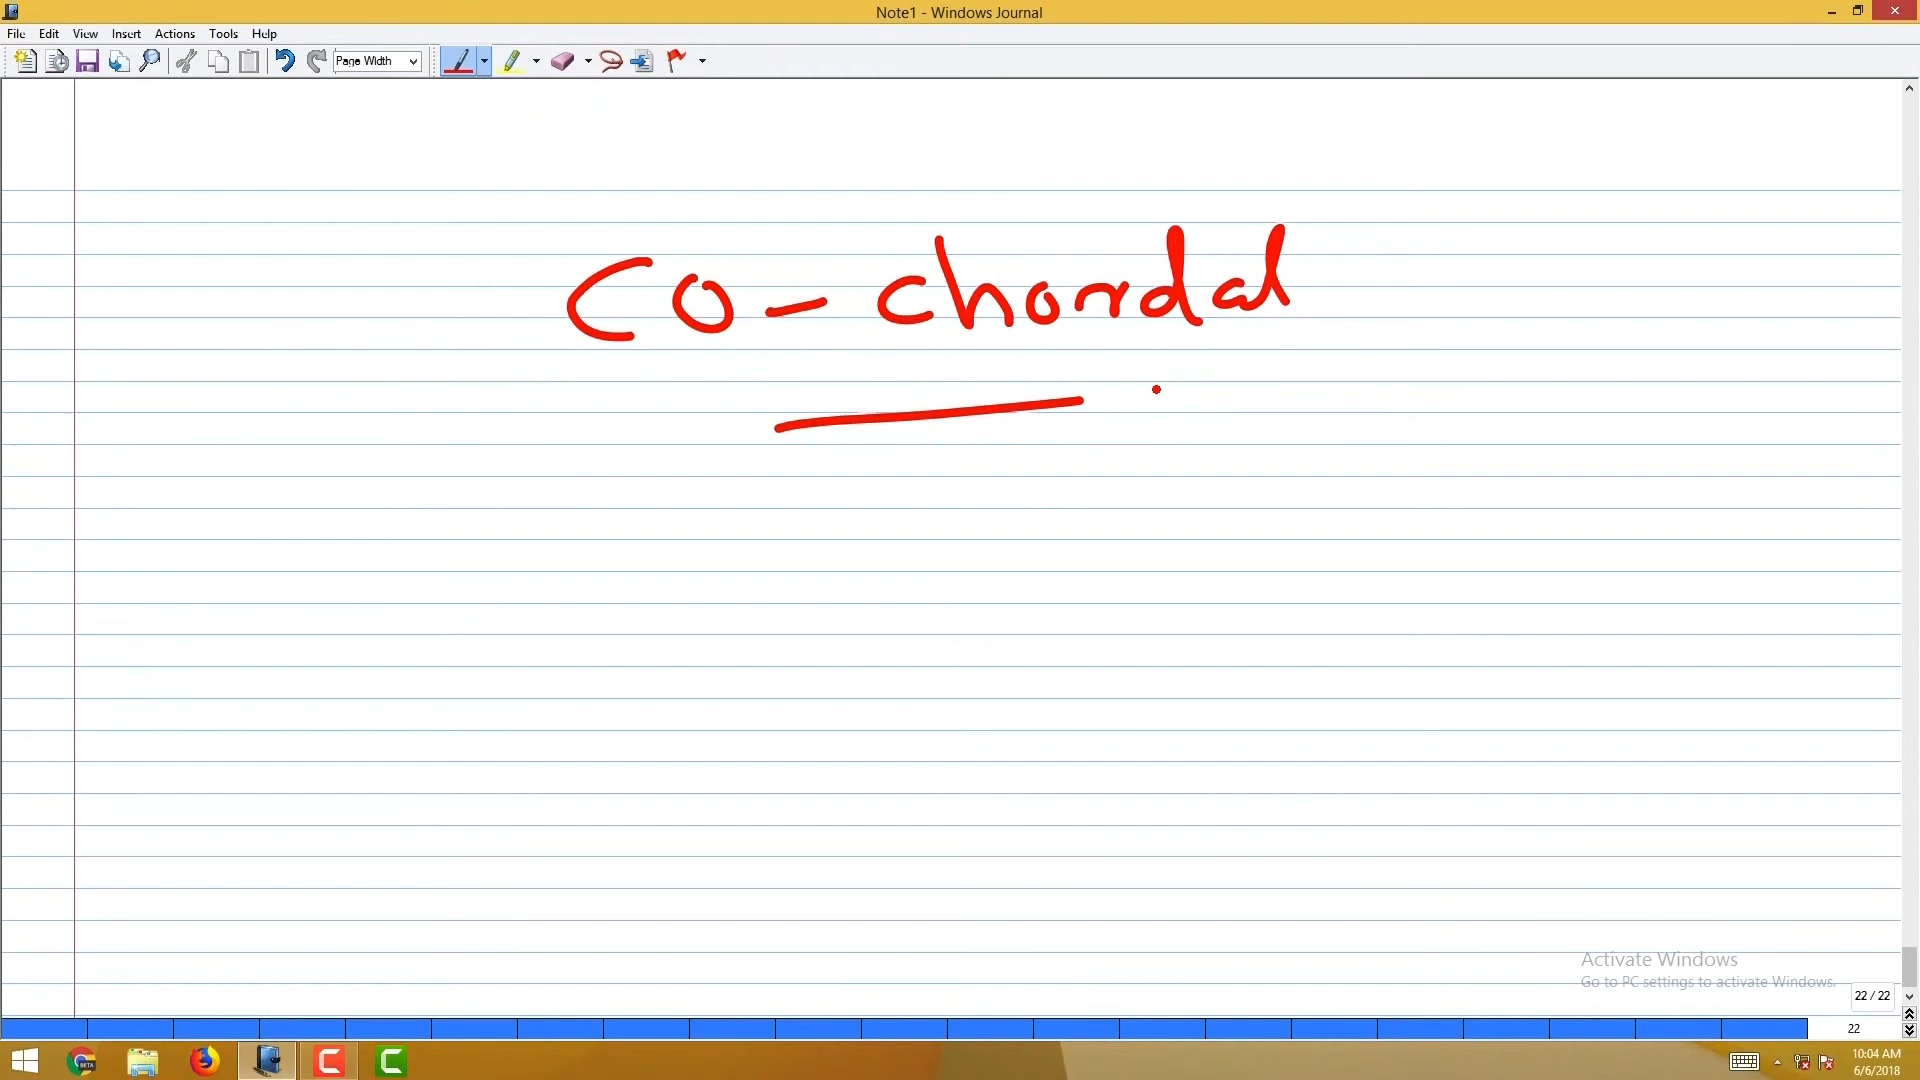 Note1 - Windows Journal
File Edit View Insert Actions Tools Help
Page Width
Co-chordal
Activate Windows
Go to PC settings to activate Windows.
22 / 22
22
BETA
10:04 AM
6/6/2018